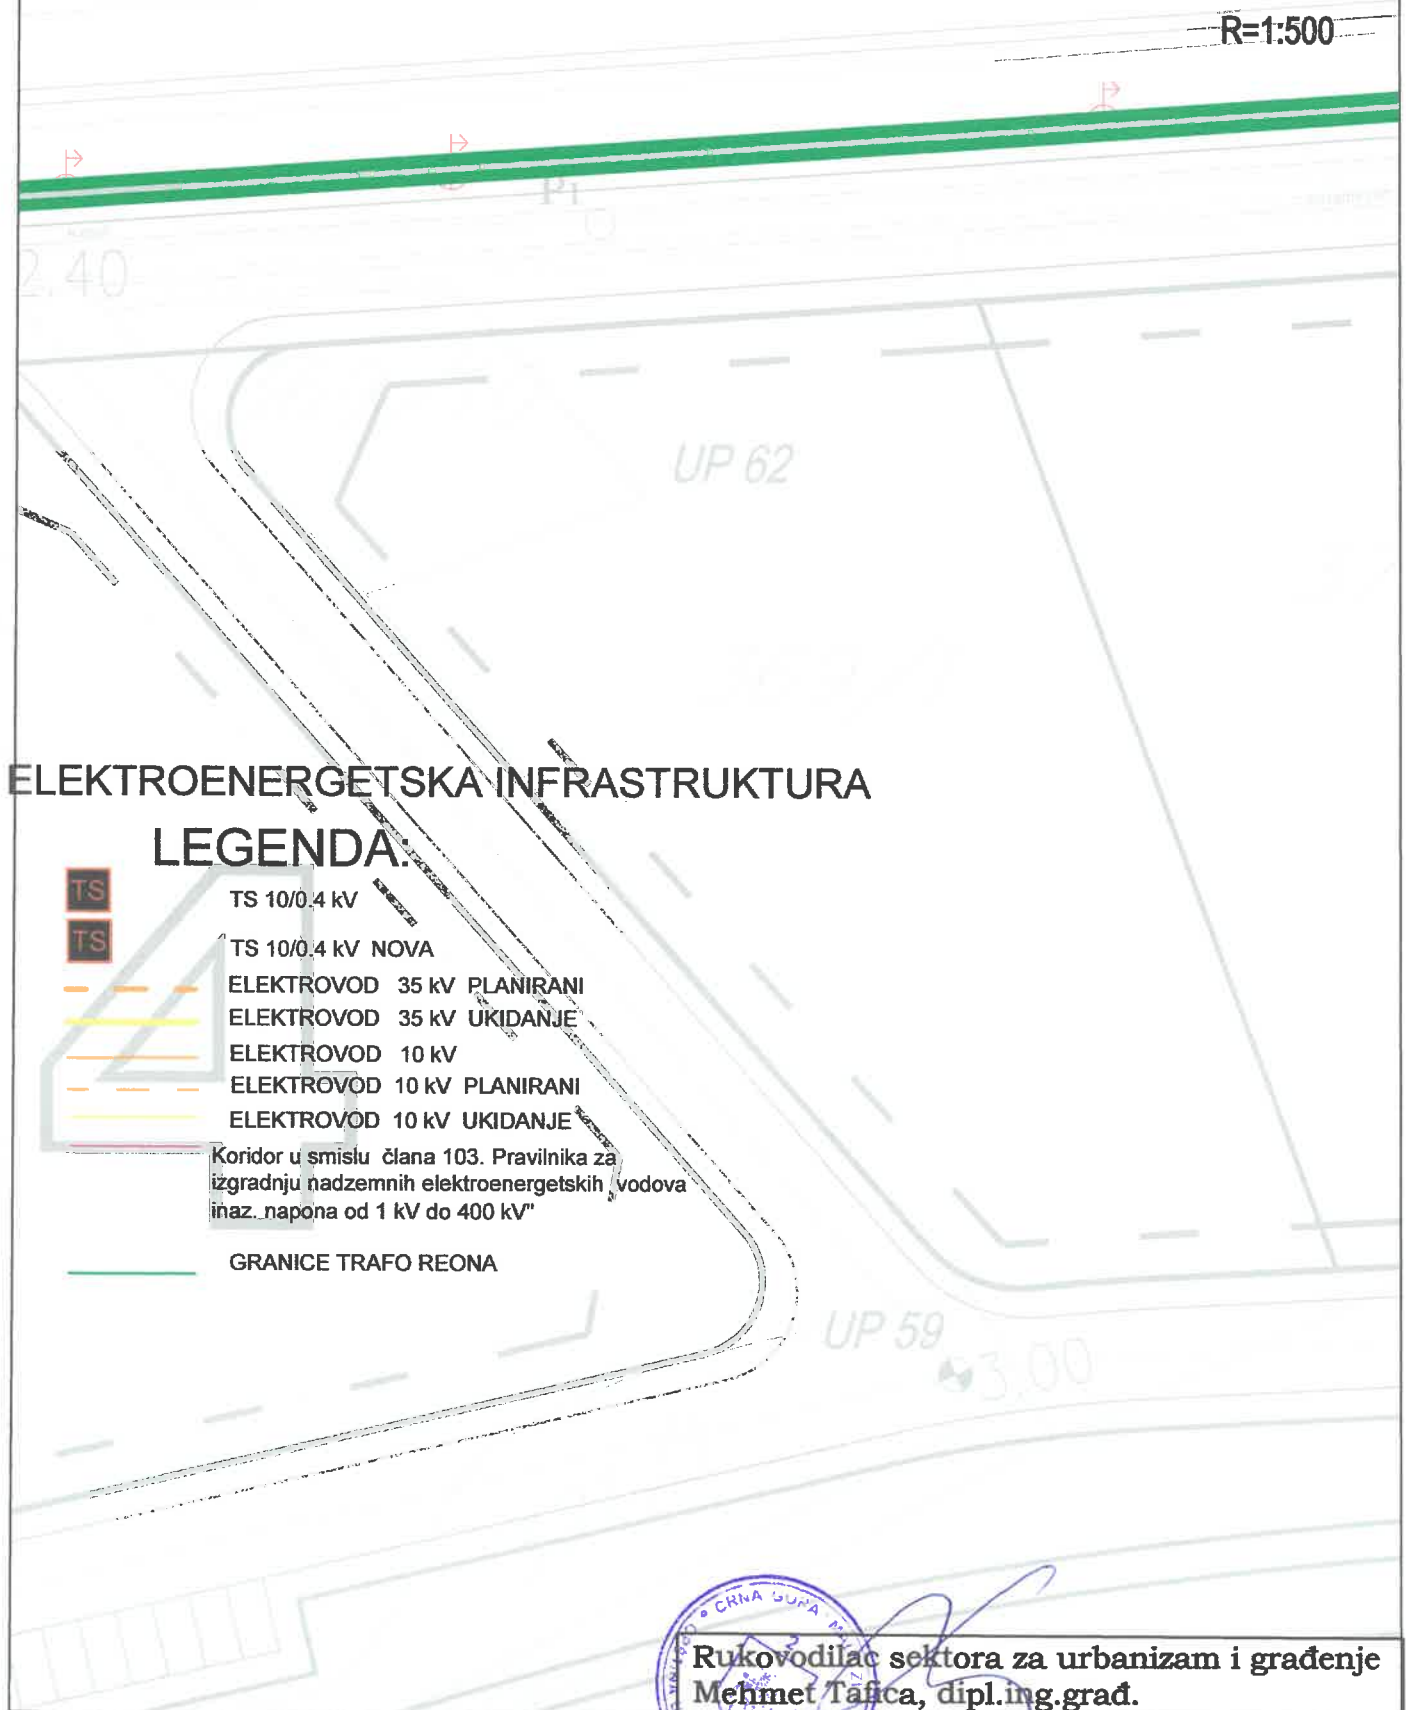 R=1:500
P1
2.40
UP 62
ELEKTROENERGETSKA INFRASTRUKTURA
LEGENDA:
TS TS 10/0.4 kV
TS TS 10/0.4 kV NOVA
ELEKTROVOD 35 kV PLANIRANI
ELEKTROVOD 35 kV UKIDANJE
ELEKTROVOD 10 kV
ELEKTROVOD 10 kV PLANIRANI
ELEKTROVOD 10 kV UKIDANJE
Koridor u smislu člana 103. Pravilnika za
izgradnju nadzemnih elektroenergetskih vodova
inaz. napona od 1 kV do 400 kV"
GRANICE TRAFO REONA
4
UP 59
3.00
CRNA GORA
2
Rukovodilac sektora za urbanizam i građenje
Mehmet Tafica, dipl.ing.građ.